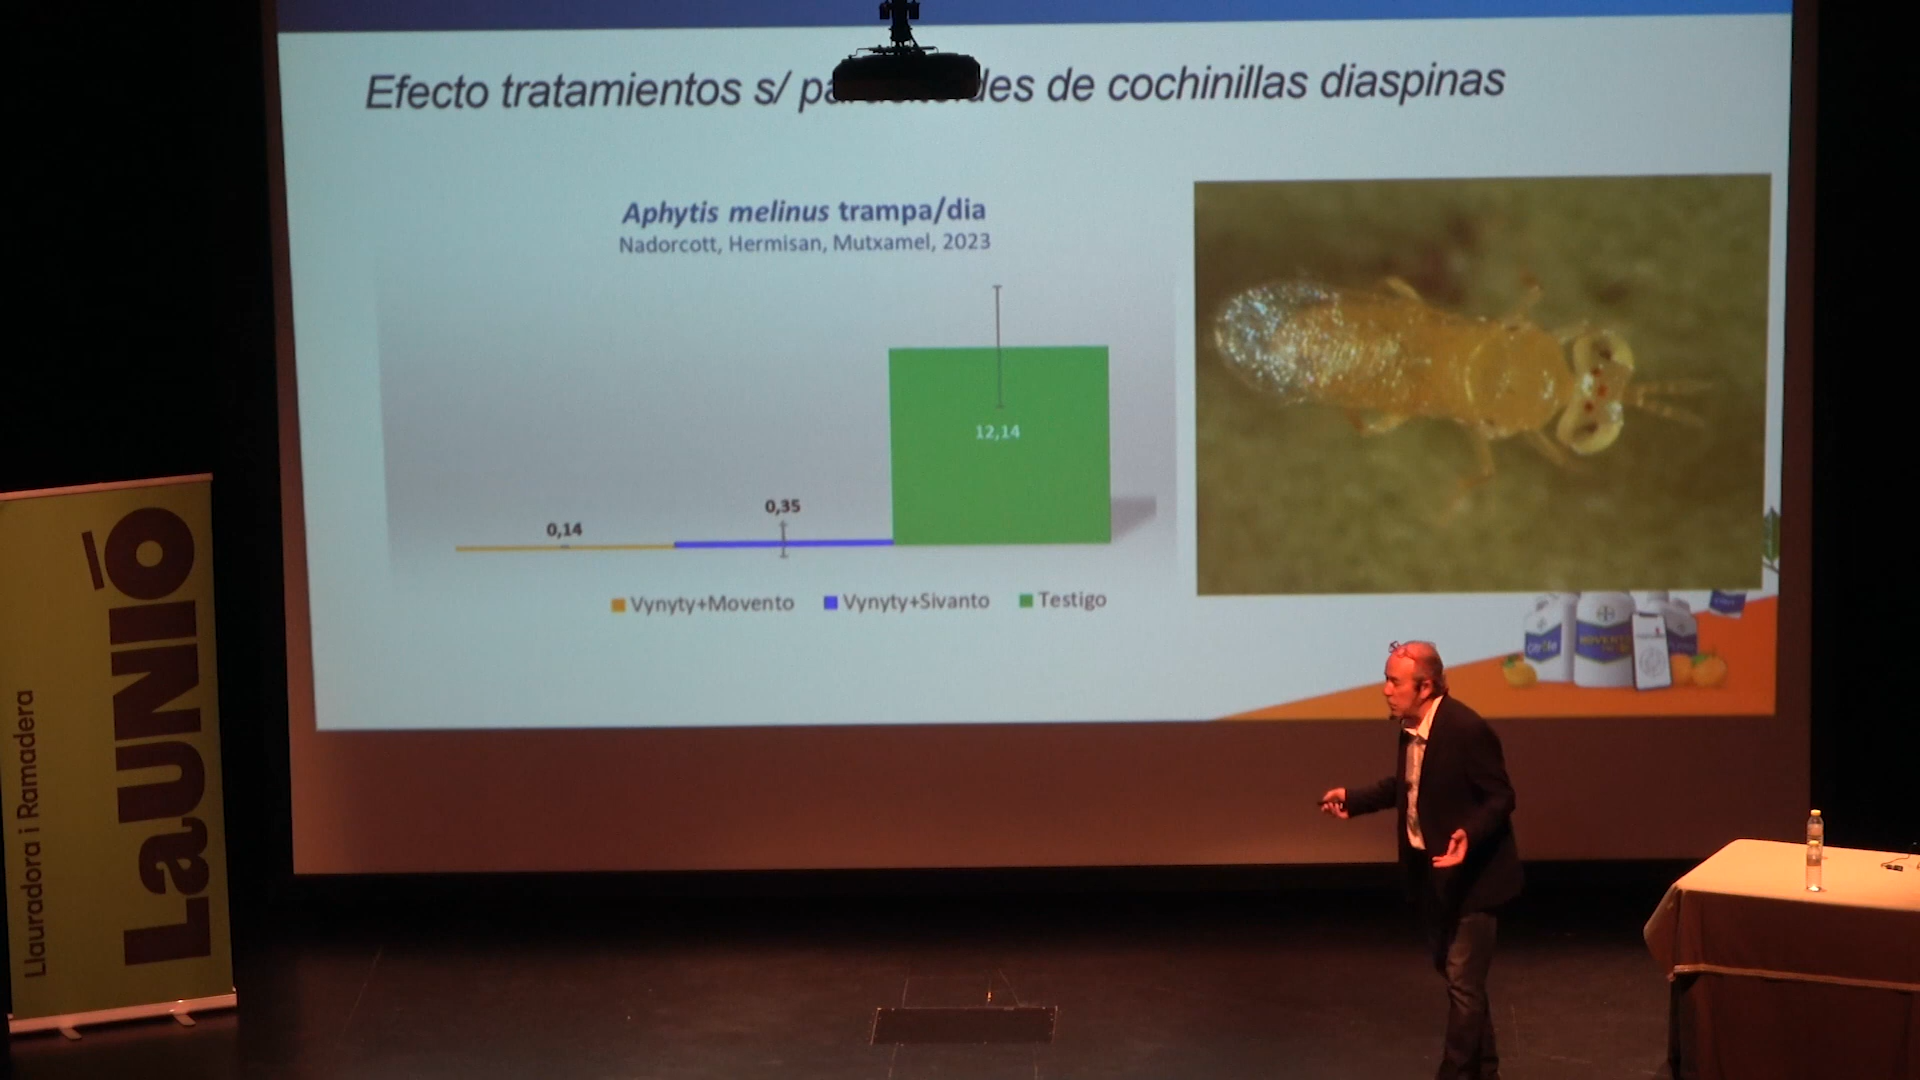 Efecto tratamientos s/ de cochinillas diaspinas
Aphytis melinus trampa/dia
Nadorcott, Hermisan, Mutxamel, 2023
12,14
0,35
0,14
Vynyty+Movento
Vynyty+Sivanto
Testigo
LaUNIÓ
Llauradora i Ramadera